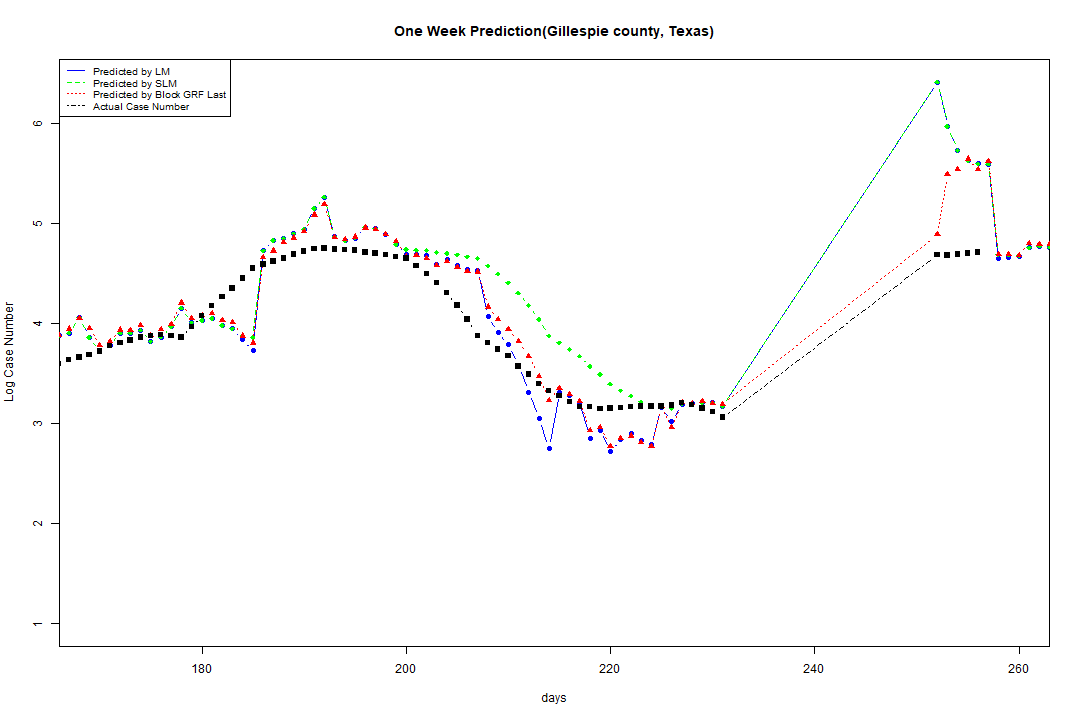 One Week Prediction(Gillespie county, Texas)
Predicted by LM
Predicted by SLM
Predicted by Block GRF Last
Actual Case Number
Log Case Number
6
5
4
3
2
1
180 200 220 240 260
days